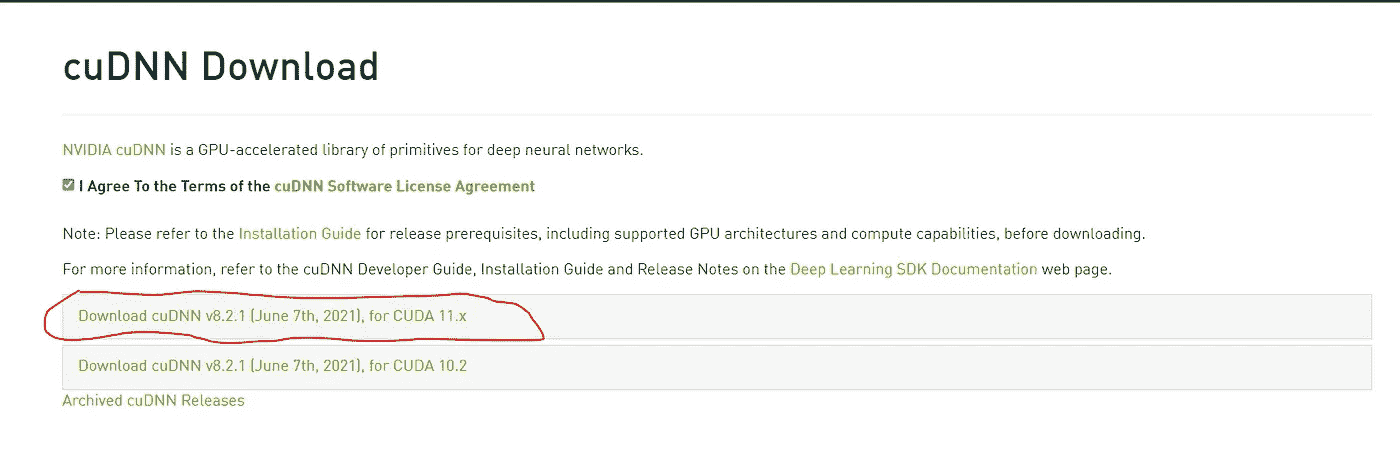 cuDNN Download
NVIDIA cuDNN is a GPU-accelerated library of primitives for deep neural networks.
I Agree To the Terms of the cuDNN Software License Agreement
Note: Please refer to the Installation Guide for release prerequisites, including supported GPU architectures and compute capabilities, before downloading.
For more information, refer to the cuDNN Developer Guide, Installation Guide and Release Notes on the Deep Learning SDK Documentation web page.
Download cuDNN v8.2.1 (June 7th, 2021), for CUDA 11.x
Download cuDNN v8.2.1 (June 7th, 2021), for CUDA 10.2
Archived cuDNN Releases